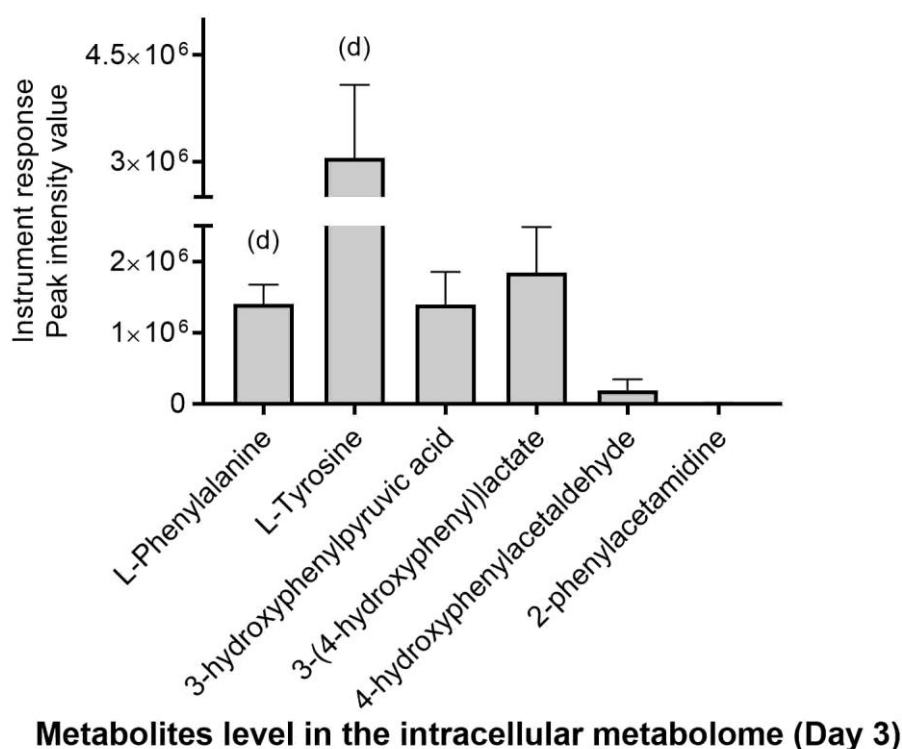 Instrument response
Peak intensity value
4.5×10⁶
3×10⁶
2×10⁶
1×10⁶
0
(d)
(d)
L-Phenylalanine
L-Tyrosine
3-hydroxyphenylpyruvic acid
3-(4-hydroxyphenyl)lactate
4-hydroxyphenylacetaldehyde
2-phenylacetamidine
Metabolites level in the intracellular metabolome (Day 3)